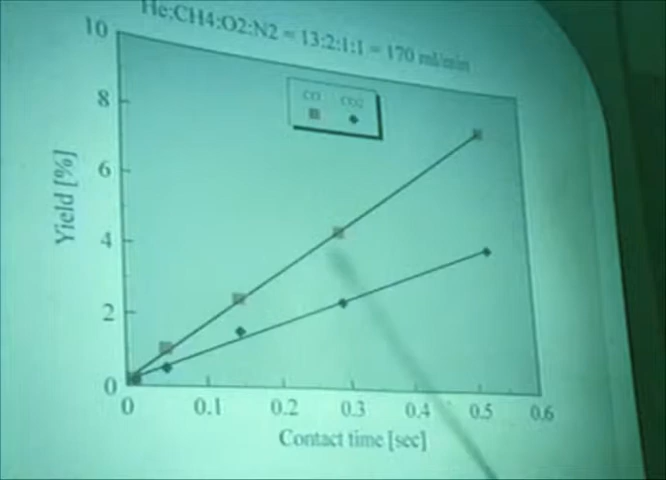 He:CH4:O2:N2 = 13:2:1:1 = 170 ml/min
10
CO CO2
8
6
4
2
0
Yield [%]
0 0.1 0.2 0.3 0.4 0.5 0.6
Contact time [sec]